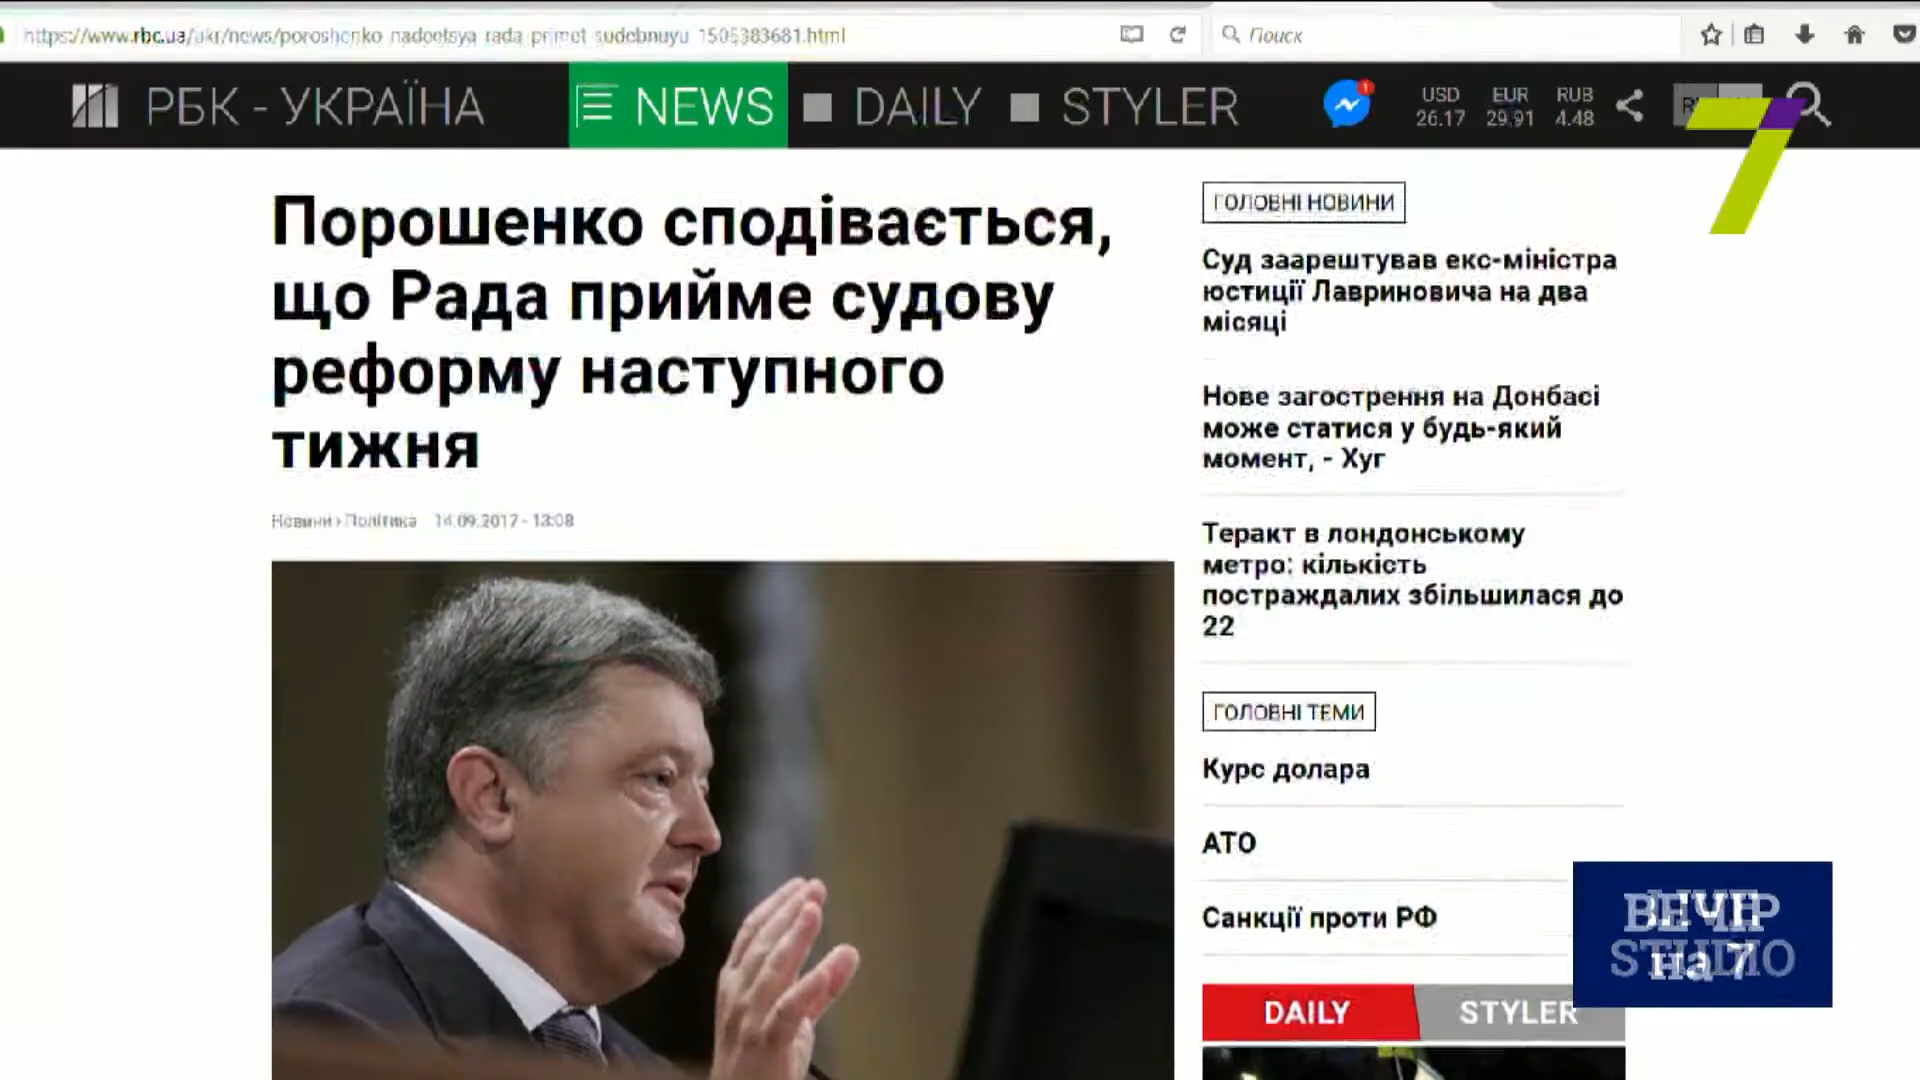 https://www.rbc.ua/ukr/news/poroshenko-nadeetsya-rada-primet-sudebnuyu-1505383681.html
Поиск
РБК - УКРАЇНА
NEWS
DAILY
STYLER
1
USD
26.17
EUR
29.91
RUB
4.48
7
Порошенко сподівається,
що Рада прийме судову
реформу наступного
тижня
Новини › Політика 14.09.2017 - 13:08
ГОЛОВНІ НОВИНИ
Суд заарештував екс-міністра
юстиції Лавриновича на два
місяці
Нове загострення на Донбасі
може статися у будь-який
момент, - Хуг
Теракт в лондонському
метро: кількість
постраждалих збільшилася до
22
ГОЛОВНІ ТЕМИ
Курс долара
АТО
Санкції проти РФ
DAILY
STYLER